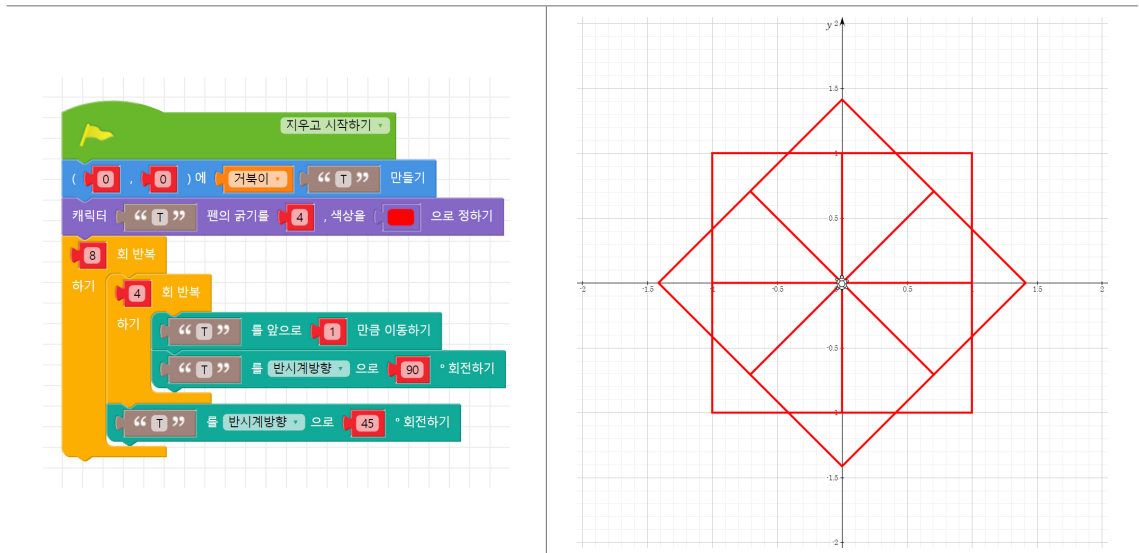 지우고 시작하기
( 0 , 0 ) 에 거북이 “ T ” 만들기
캐릭터 “ T ” 펜의 굵기를 4 , 색상을 으로 정하기
8 회 반복
하기 4 회 반복
하기 “ T ” 를 앞으로 1 만큼 이동하기
“ T ” 를 반시계방향 으로 90 ° 회전하기
“ T ” 를 반시계방향 으로 45 ° 회전하기
y 2
1.5
1
0.5
-2 -1.5 -1 -0.5 0.5 1 1.5 2
-0.5
-1
-1.5
-2